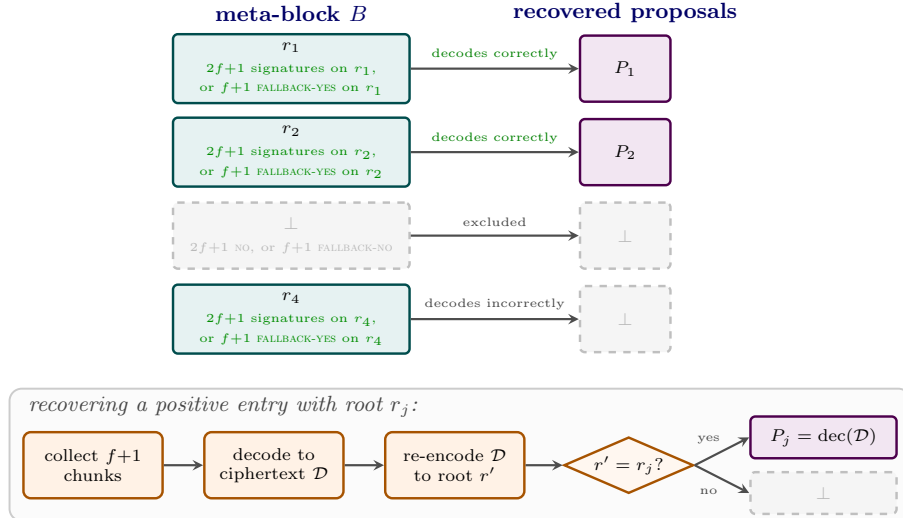 meta-block B
recovered proposals
r₁
2f+1 signatures on r₁,
or f+1 FALLBACK-YES on r₁
decodes correctly
P₁
r₂
2f+1 signatures on r₂,
or f+1 FALLBACK-YES on r₂
decodes correctly
P₂
⊥
2f+1 NO, or f+1 FALLBACK-NO
excluded
⊥
r₄
2f+1 signatures on r₄,
or f+1 FALLBACK-YES on r₄
decodes incorrectly
⊥
recovering a positive entry with root rⱼ:
collect f+1
chunks
decode to
ciphertext 𝒟
re-encode 𝒟
to root r′
r′ = rⱼ?
yes
Pⱼ = dec(𝒟)
no
⊥